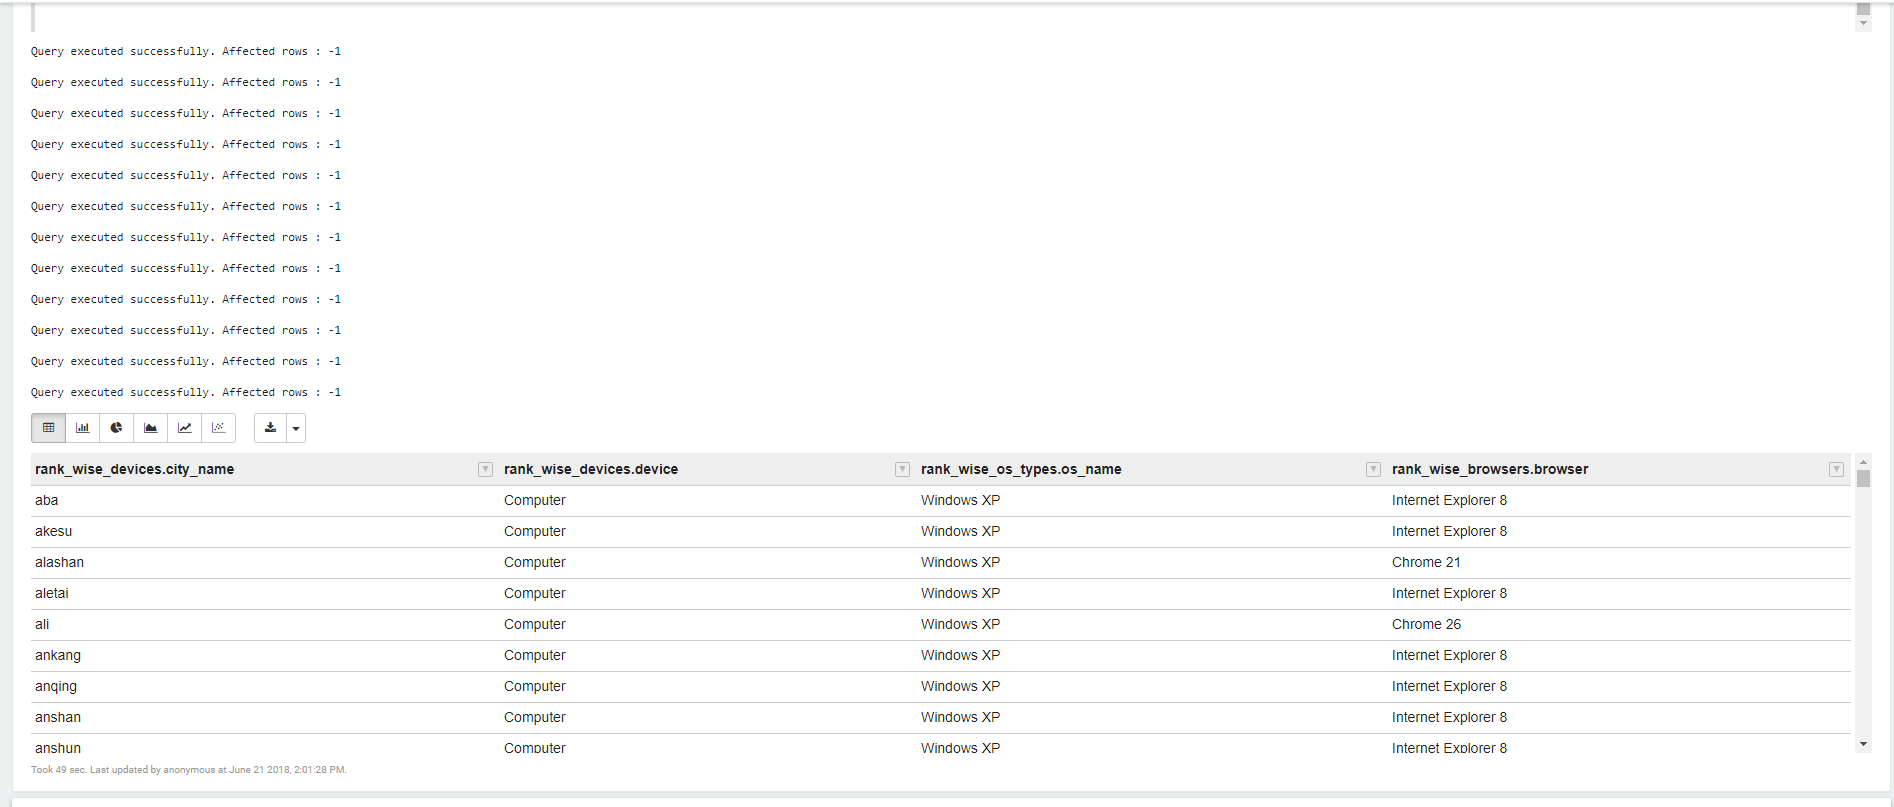 Query executed successfully. Affected rows : -1
Query executed successfully. Affected rows : -1
Query executed successfully. Affected rows : -1
Query executed successfully. Affected rows : -1
Query executed successfully. Affected rows : -1
Query executed successfully. Affected rows : -1
Query executed successfully. Affected rows : -1
Query executed successfully. Affected rows : -1
Query executed successfully. Affected rows : -1
Query executed successfully. Affected rows : -1
Query executed successfully. Affected rows : -1
Query executed successfully. Affected rows : -1
rank_wise_devices.city_name rank_wise_devices.device rank_wise_os_types.os_name rank_wise_browsers.browser
aba Computer Windows XP Internet Explorer 8
akesu Computer Windows XP Internet Explorer 8
alashan Computer Windows XP Chrome 21
aletai Computer Windows XP Internet Explorer 8
ali Computer Windows XP Chrome 26
ankang Computer Windows XP Internet Explorer 8
anqing Computer Windows XP Internet Explorer 8
anshan Computer Windows XP Internet Explorer 8
anshun Computer Windows XP Internet Explorer 8
Took 49 sec. Last updated by anonymous at June 21 2018, 2:01:28 PM.